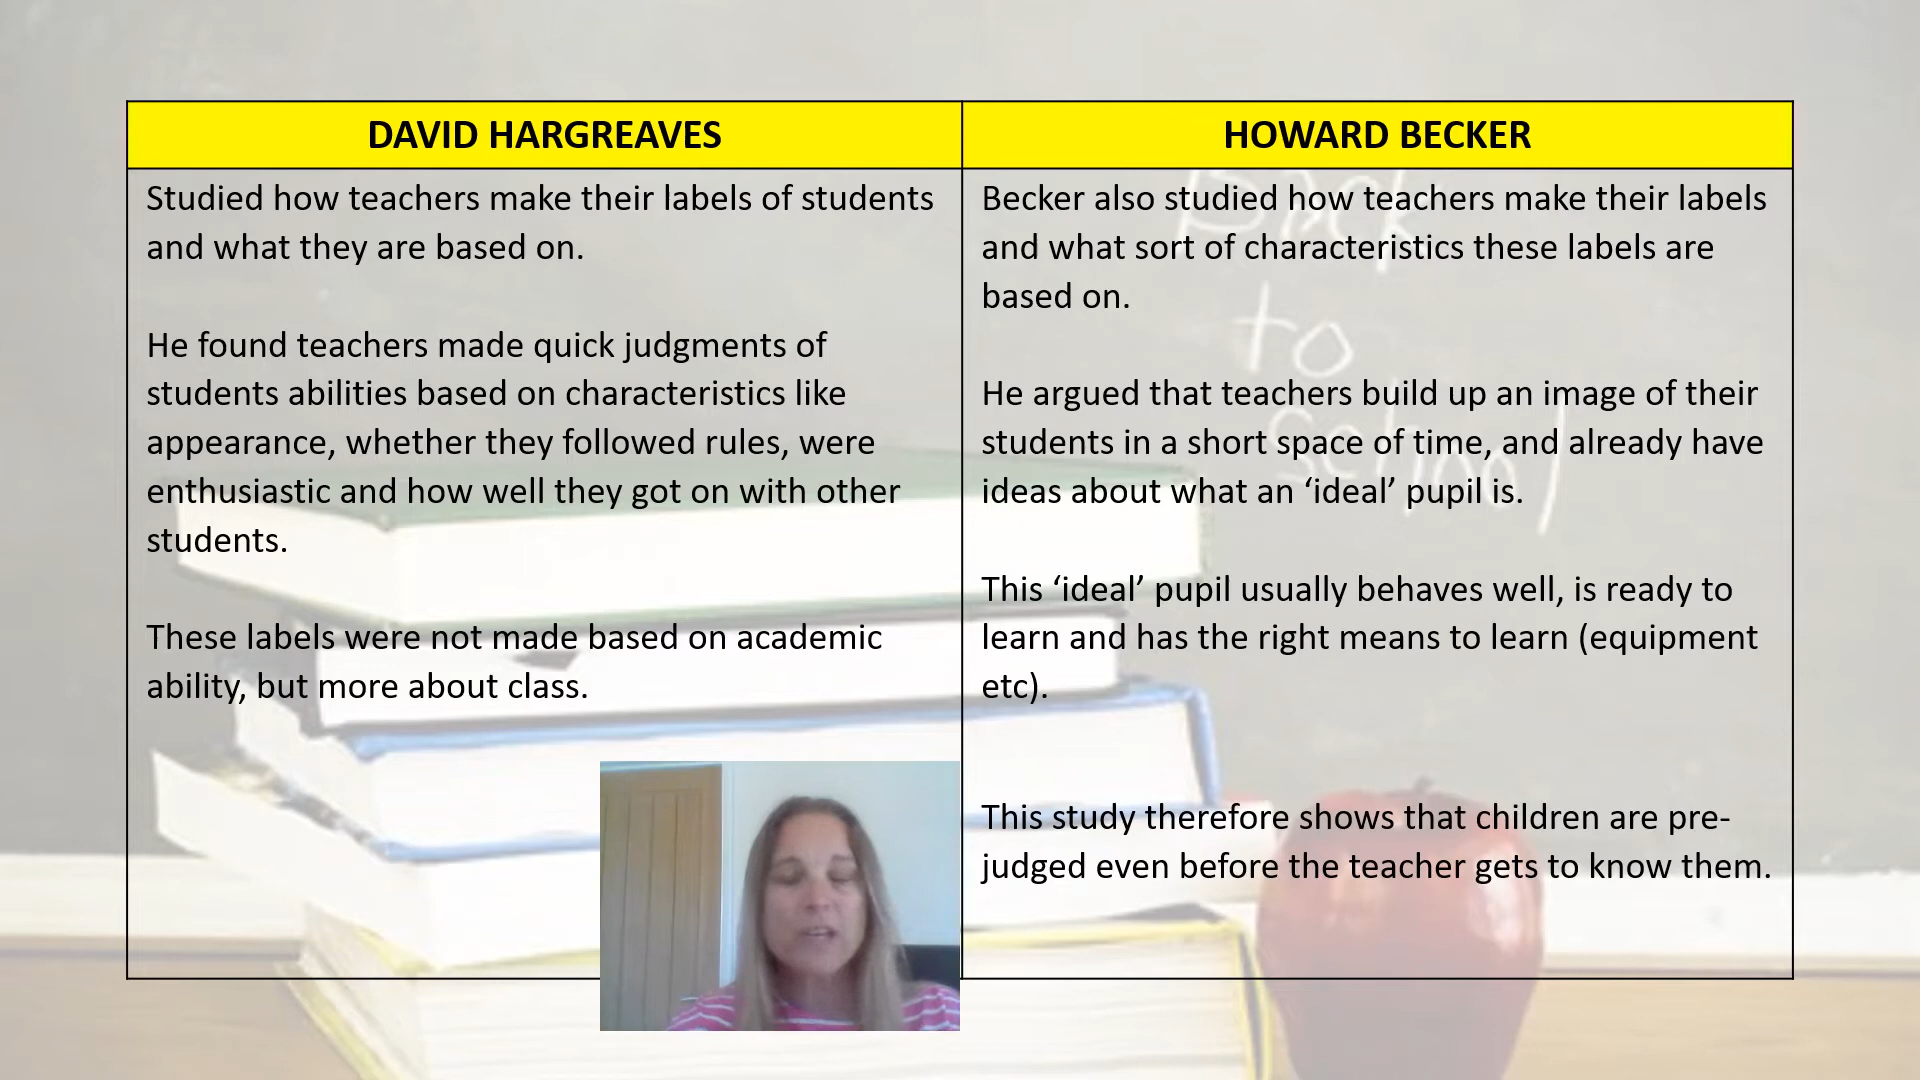 DAVID HARGREAVES
Studied how teachers make their labels of students
and what they are based on.
He found teachers made quick judgments of
students abilities based on characteristics like
appearance, whether they followed rules, were
enthusiastic and how well they got on with other
students.
These labels were not made based on academic
ability, but more about class.
HOWARD BECKER
Becker also studied how teachers make their labels
and what sort of characteristics these labels are
based on.
He argued that teachers build up an image of their
students in a short space of time, and already have
ideas about what an ‘ideal’ pupil is.
This ‘ideal’ pupil usually behaves well, is ready to
learn and has the right means to learn (equipment
etc).
This study therefore shows that children are pre-
judged even before the teacher gets to know them.
Back
to
School